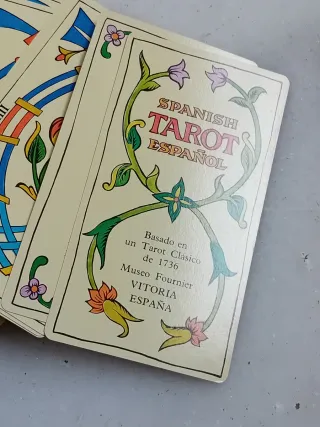 SPANISH
TAROT
ESPAÑOL
Basado en
un Tarot Clásico
de 1736
Museo Fournier
VITORIA
ESPAÑA